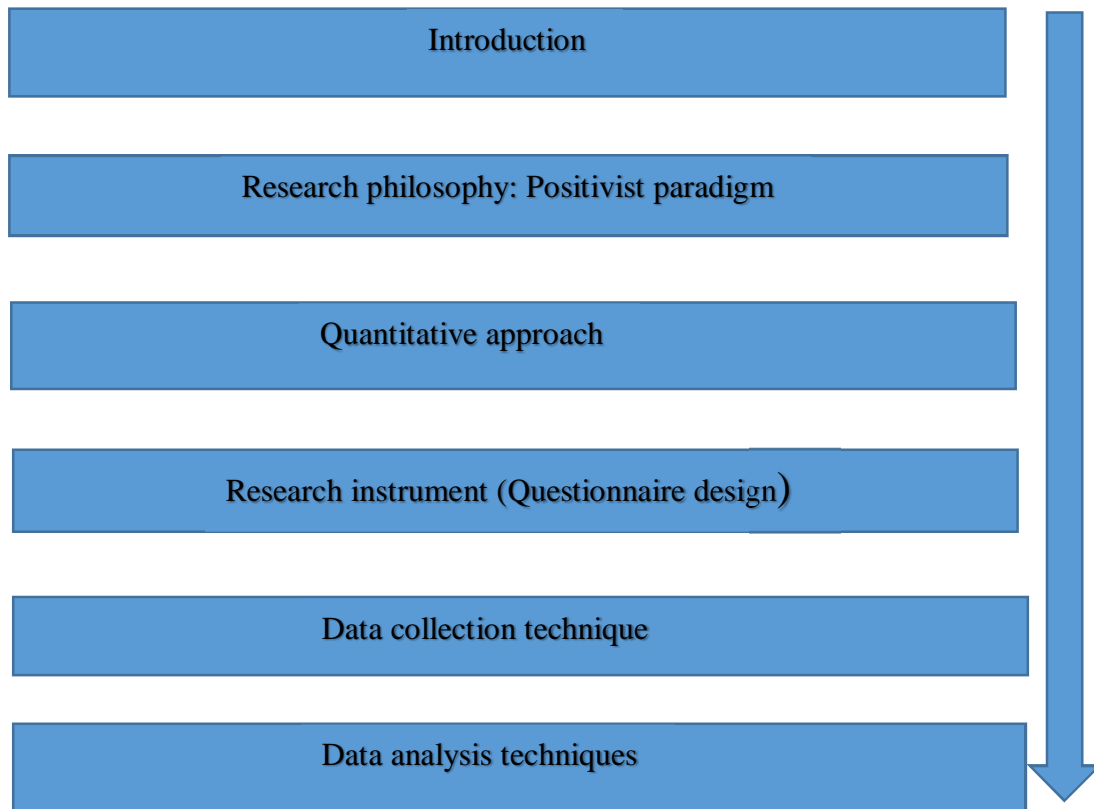 Introduction
Research philosophy: Positivist paradigm
Quantitative approach
Research instrument (Questionnaire design)
Data collection technique
Data analysis techniques